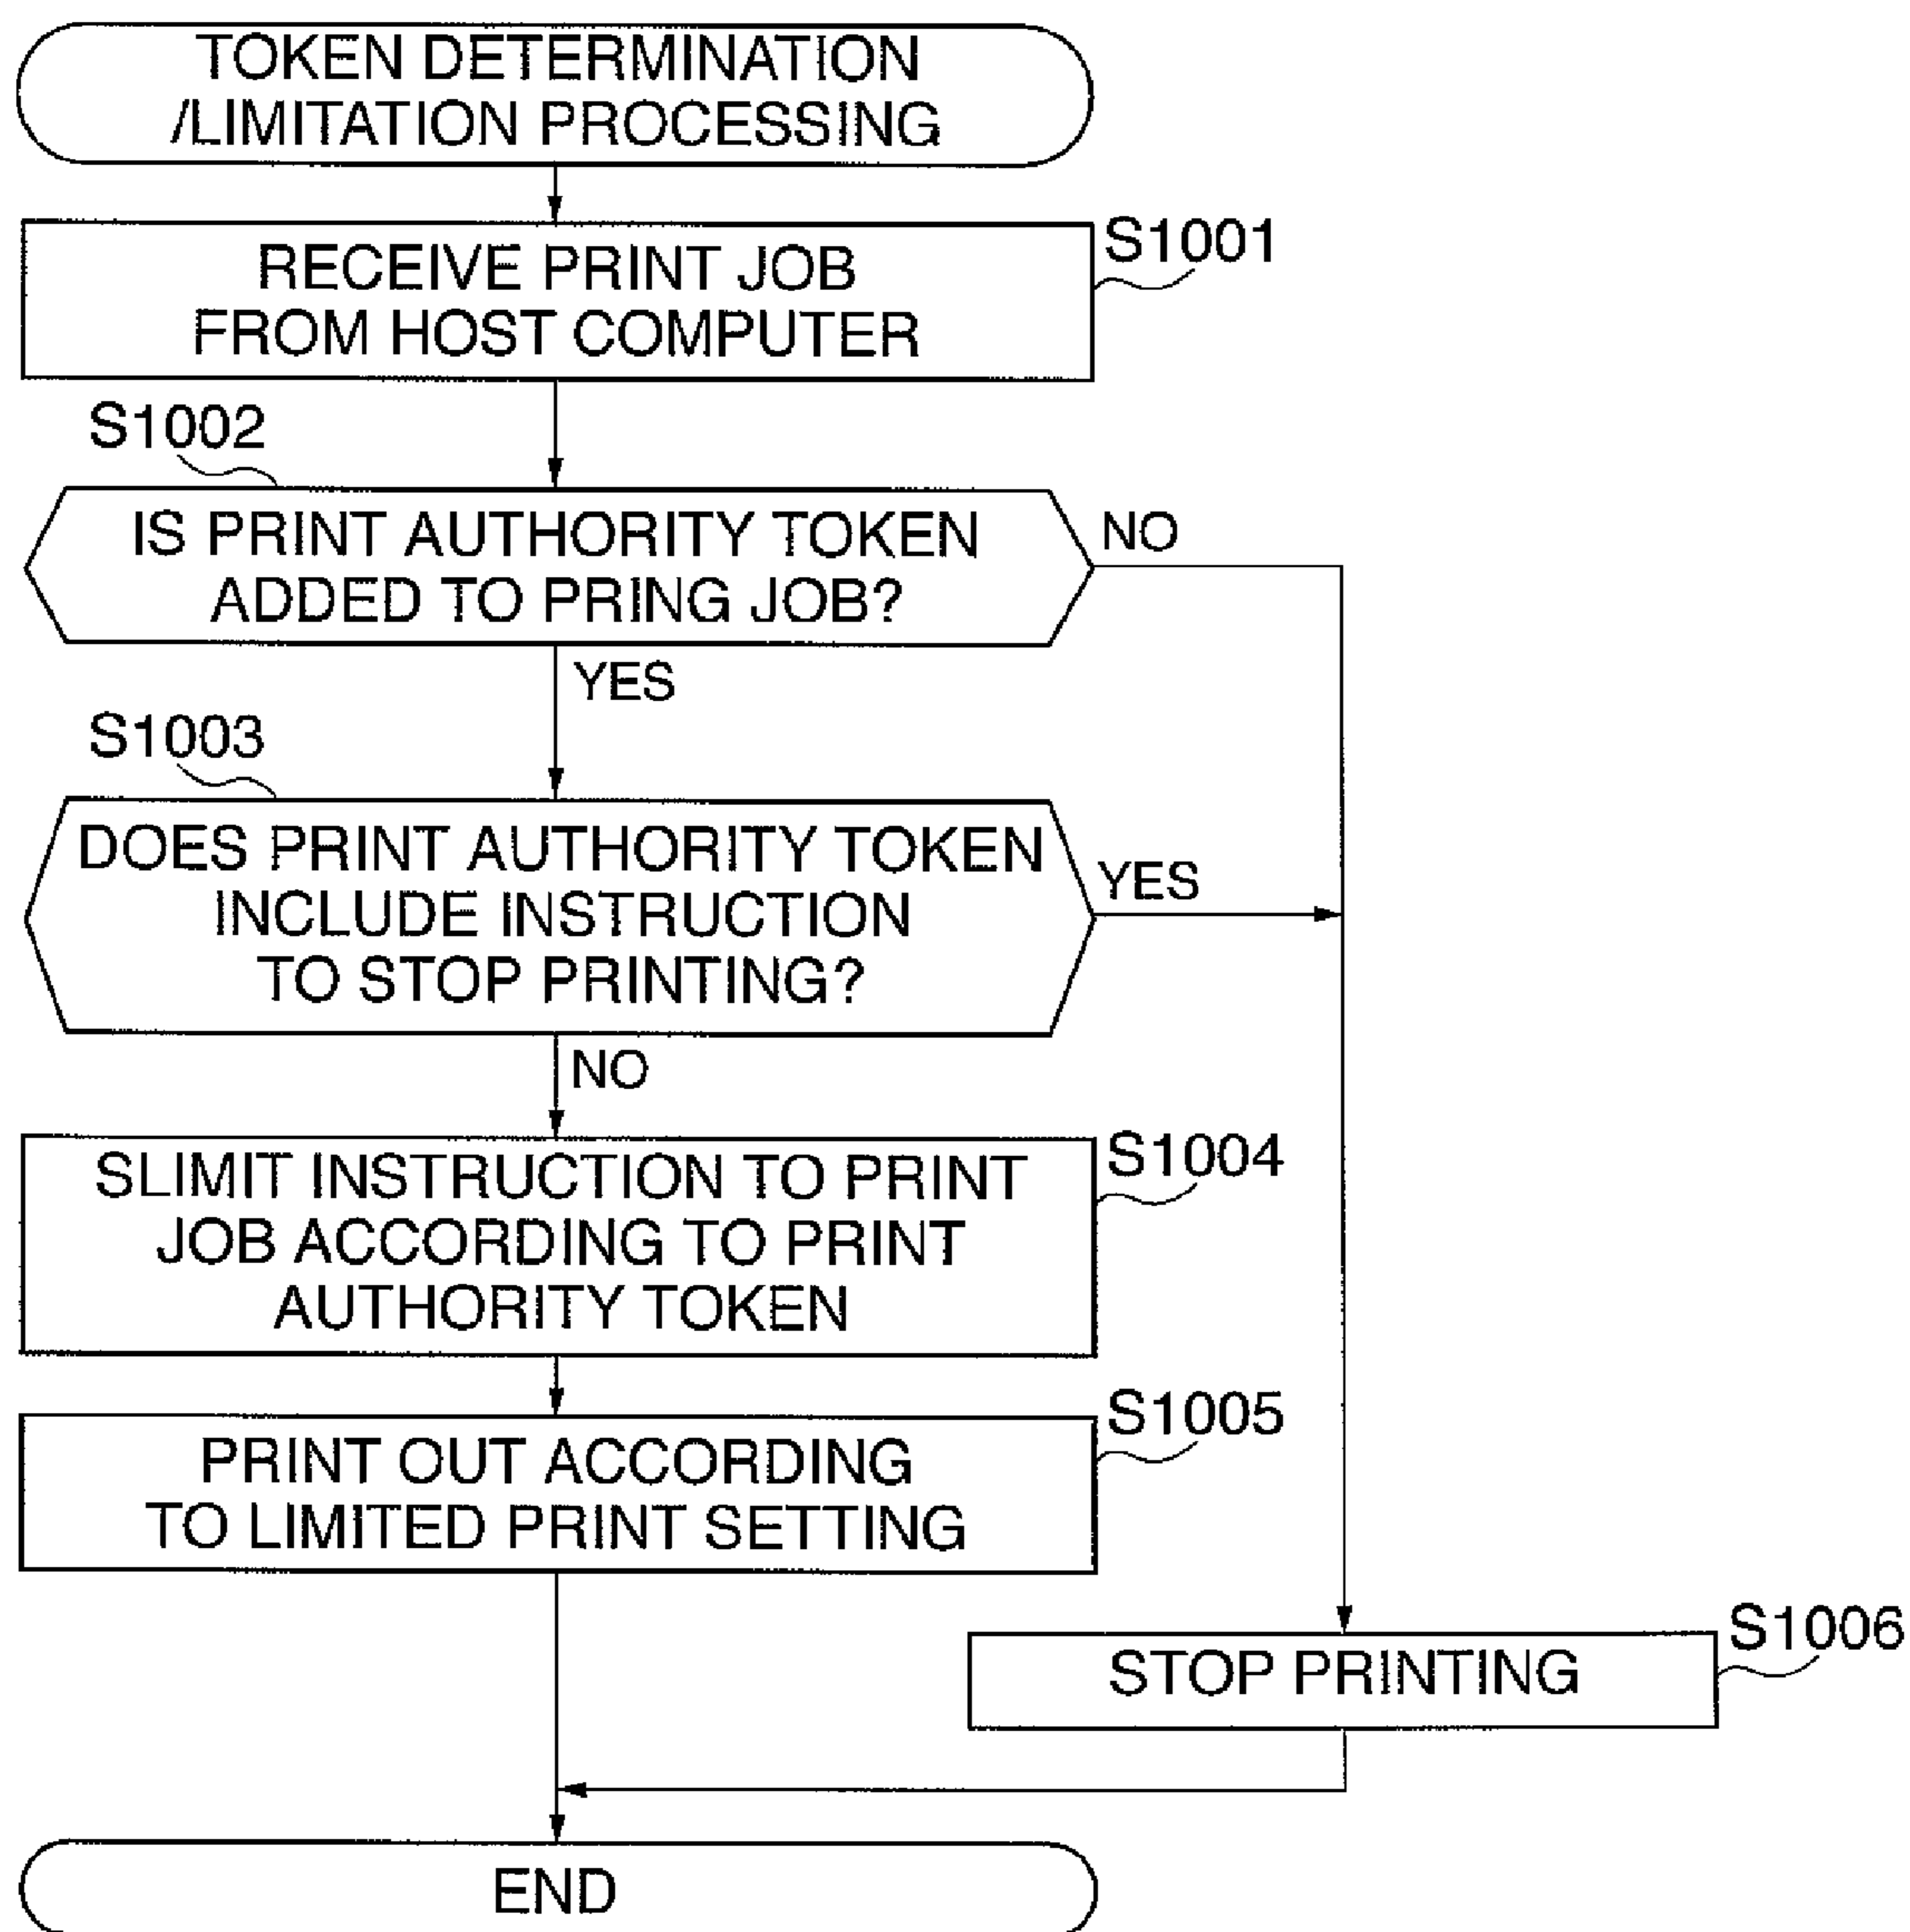 TOKEN DETERMINATION
/LIMITATION PROCESSING
S1001
RECEIVE PRINT JOB
FROM HOST COMPUTER
S1002
IS PRINT AUTHORITY TOKEN
ADDED TO PRING JOB?
NO
YES
S1003
DOES PRINT AUTHORITY TOKEN
INCLUDE INSTRUCTION
TO STOP PRINTING?
YES
NO
S1004
SLIMIT INSTRUCTION TO PRINT
JOB ACCORDING TO PRINT
AUTHORITY TOKEN
S1005
PRINT OUT ACCORDING
TO LIMITED PRINT SETTING
S1006
STOP PRINTING
END